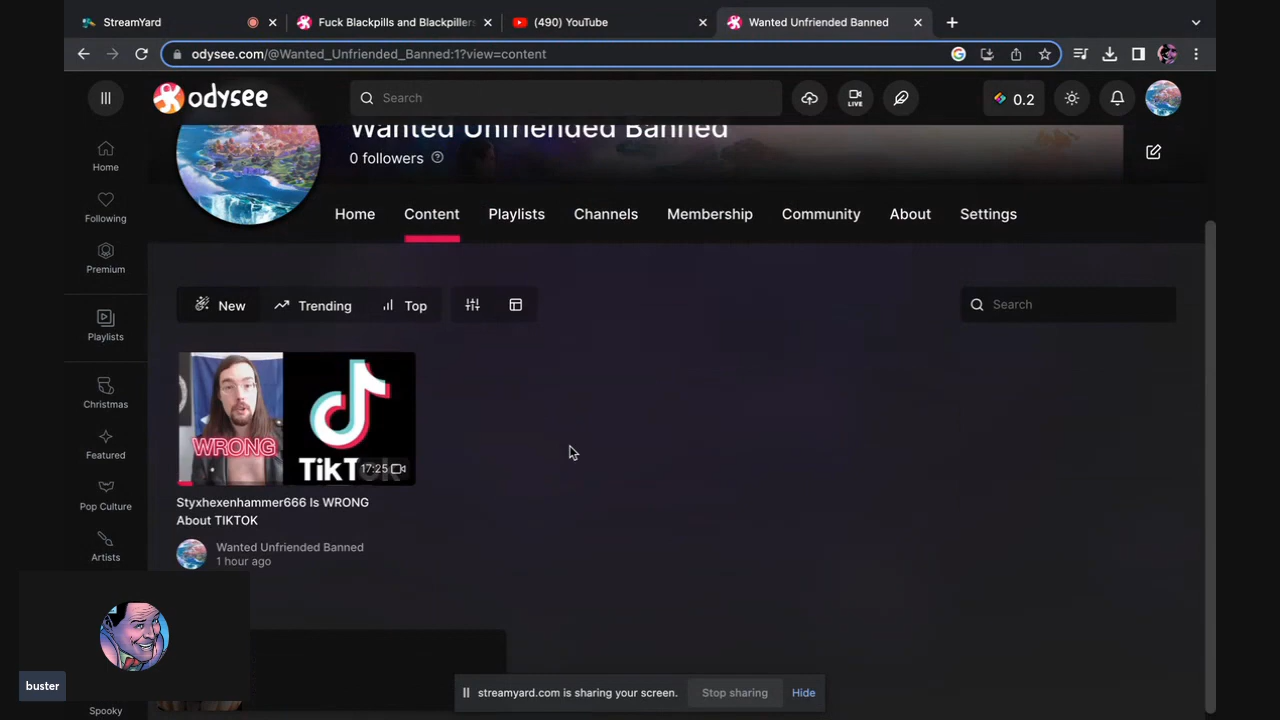 StreamYard
Fuck Blackpills and Blackpillers
(490) YouTube
Wanted Unfriended Banned
odysee.com/@Wanted_Unfriended_Banned:1?view=content
odysee
Search
LIVE
0.2
Wanted Unfriended Banned
0 followers
Home
Following
Premium
Playlists
Christmas
Featured
Pop Culture
Artists
Spooky
Home
Content
Playlists
Channels
Membership
Community
About
Settings
New
Trending
Top
Search
WRONG
TikTok
17:25
Styxhexenhammer666 Is WRONG
About TIKTOK
Wanted Unfriended Banned
1 hour ago
buster
streamyard.com is sharing your screen.
Stop sharing
Hide